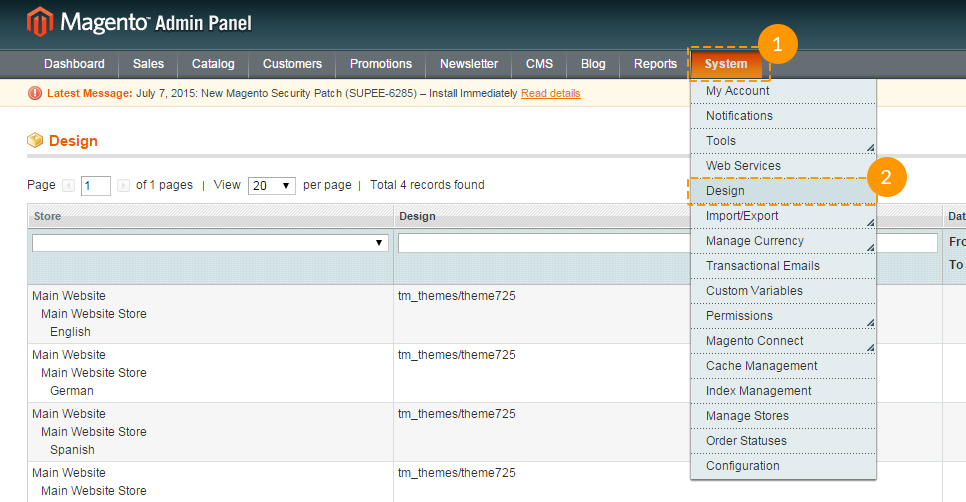 Magento™ Admin Panel
1
Dashboard Sales Catalog Customers Promotions Newsletter CMS Blog Reports System
Latest Message: July 7, 2015: New Magento Security Patch (SUPEE-6285) – Install Immediately Read details
My Account
Notifications
Tools
Web Services
Design
2
Import/Export
Manage Currency
Transactional Emails
Custom Variables
Permissions
Magento Connect
Cache Management
Index Management
Manage Stores
Order Statuses
Configuration
Design
Page 1 of 1 pages | View 20 per page | Total 4 records found
Store Design Dat
Fro
To
Main Website tm_themes/theme725
Main Website Store
English
Main Website tm_themes/theme725
Main Website Store
German
Main Website tm_themes/theme725
Main Website Store
Spanish
Main Website tm_themes/theme725
Main Website Store